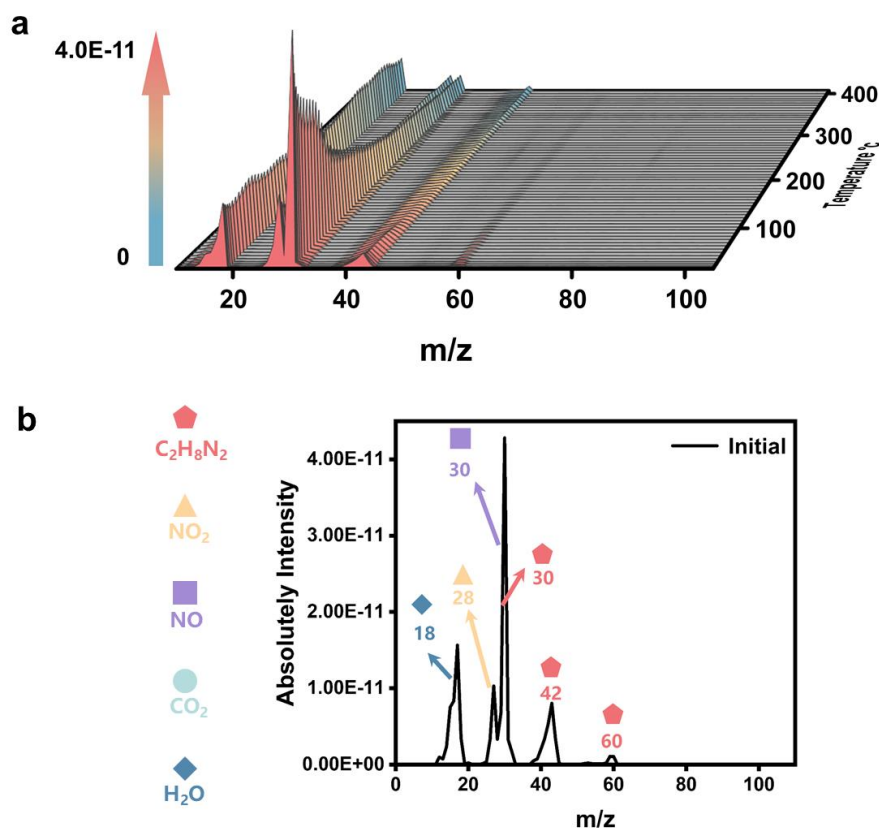 a
4.0E-11
0
20 40 60 80 100
m/z
100
200
300
400
Temperature °c
b
C₂H₈N₂
NO₂
NO
CO₂
H₂O
Absolutely Intensity
4.00E-11
3.00E-11
2.00E-11
1.00E-11
0.00E+00
0 20 40 60 80 100
m/z
Initial
30
28
30
18
42
60